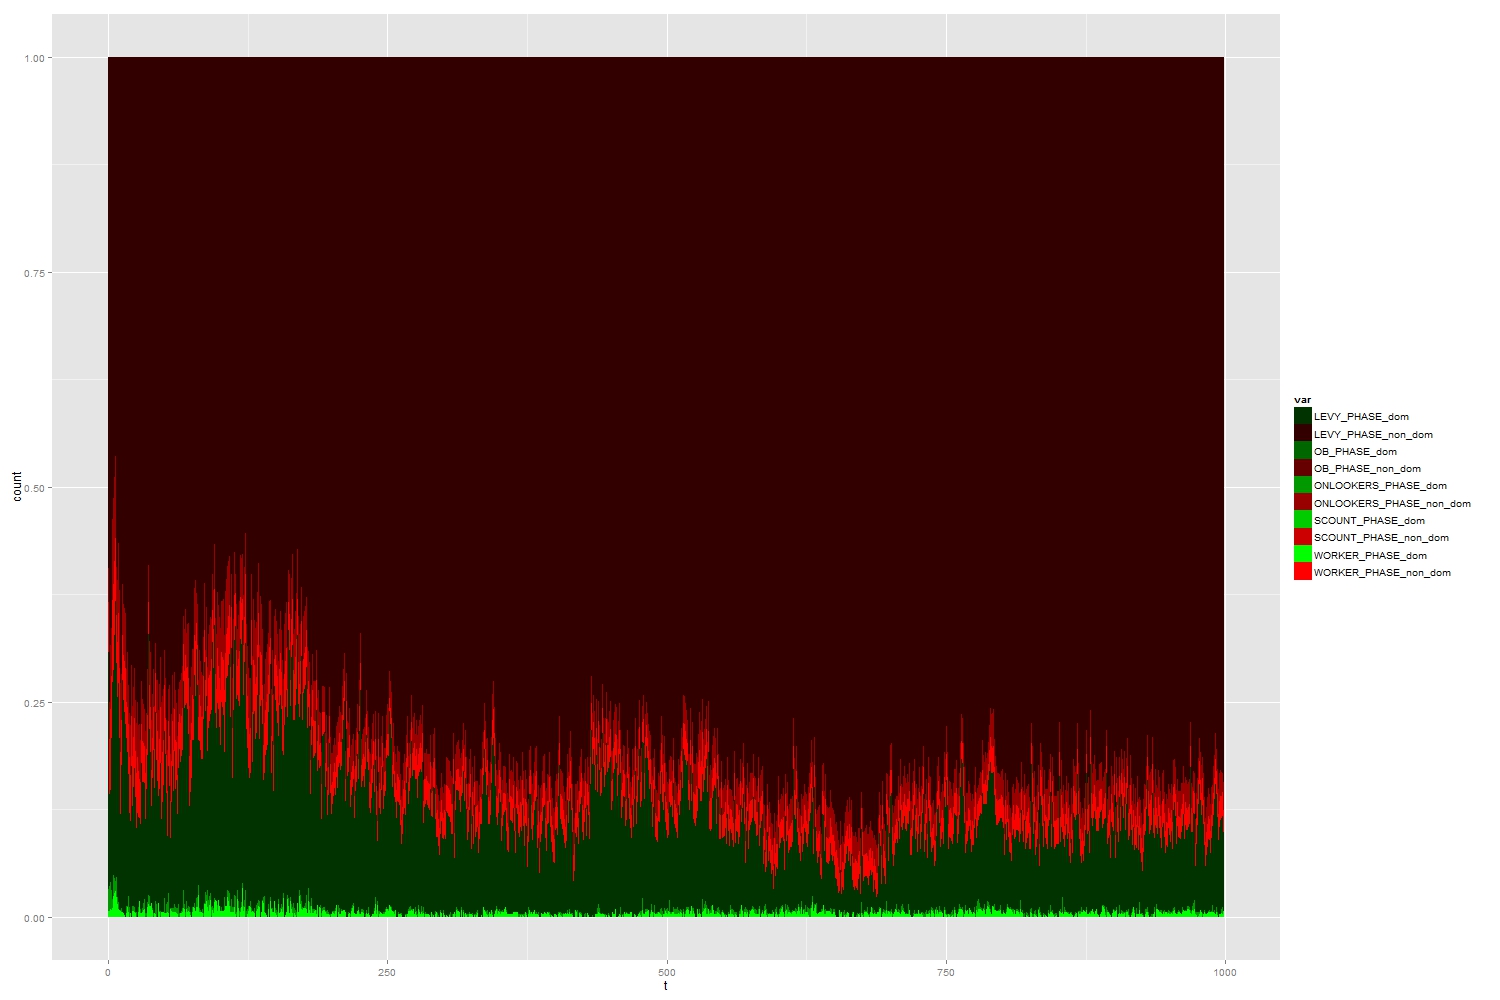 1.00
0.75
0.50
0.25
0.00
count
0
250
500
750
1000
t
var
LEVY_PHASE_dom
LEVY_PHASE_non_dom
OB_PHASE_dom
OB_PHASE_non_dom
ONLOOKERS_PHASE_dom
ONLOOKERS_PHASE_non_dom
SCOUNT_PHASE_dom
SCOUNT_PHASE_non_dom
WORKER_PHASE_dom
WORKER_PHASE_non_dom